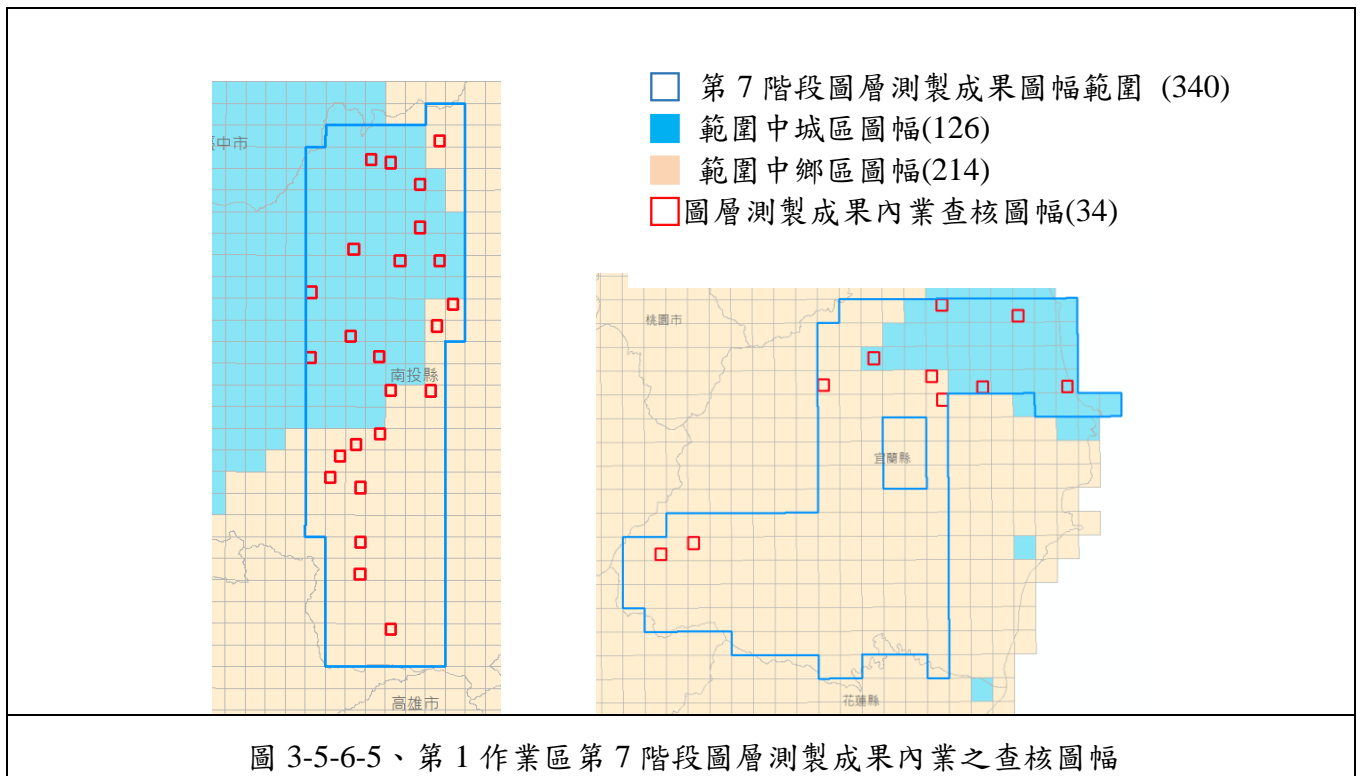 第 7 階段圖層測製成果圖幅範圍 (340)
範圍中城區圖幅(126)
範圍中鄉區圖幅(214)
圖層測製成果內業查核圖幅(34)
臺中市
南投縣
高雄市
桃園市
宜蘭縣
花蓮縣
圖 3-5-6-5、第 1 作業區第 7 階段圖層測製成果內業之查核圖幅